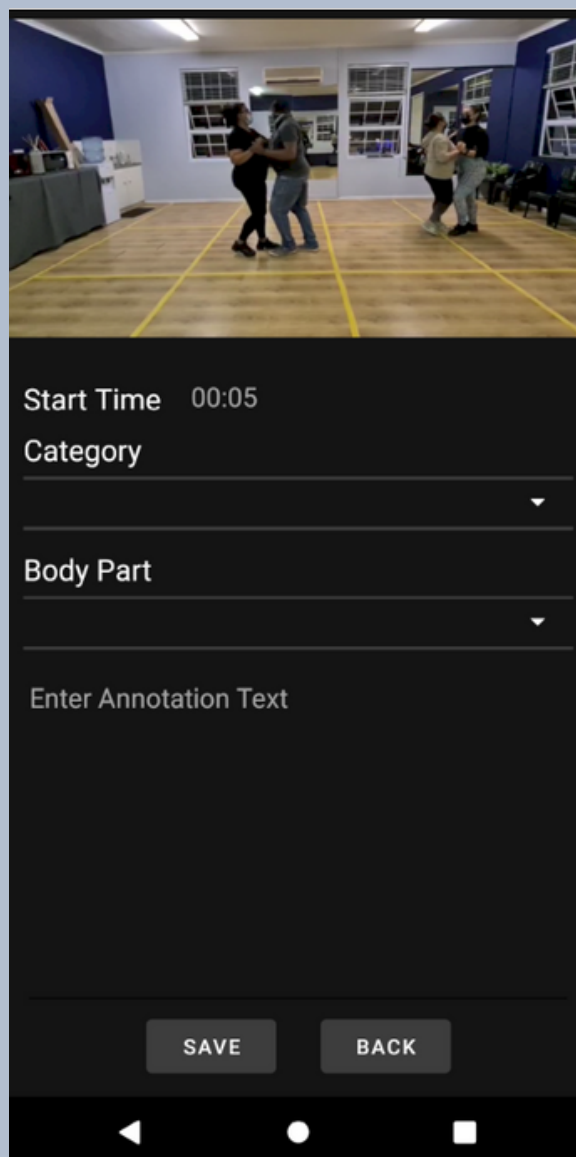 Start Time 00:05
Category
Body Part
Enter Annotation Text
SAVE BACK